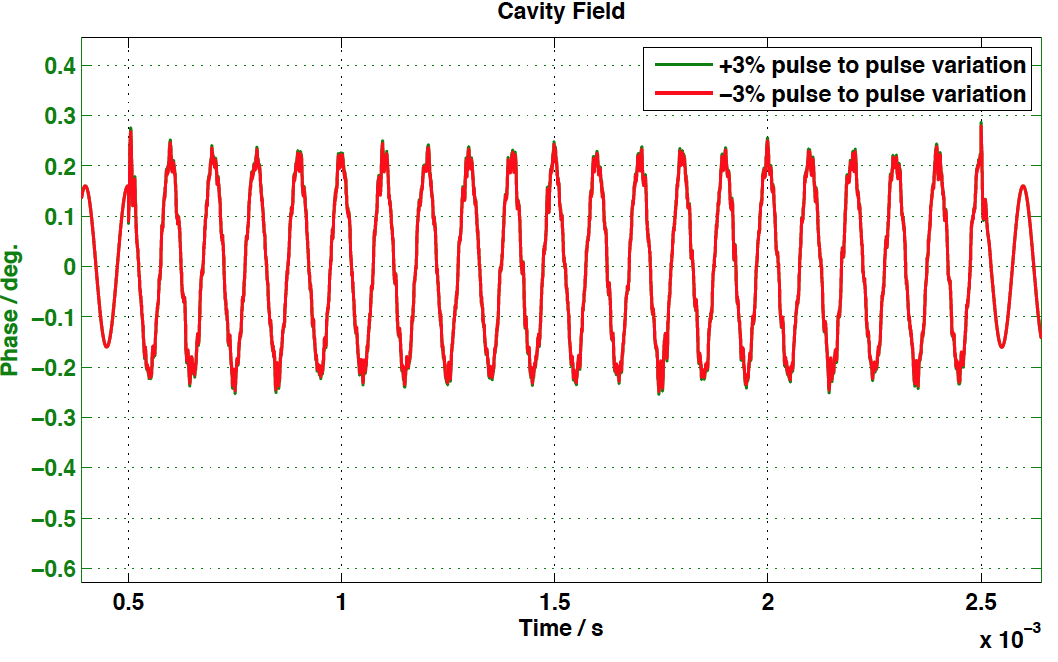 Cavity Field
+3% pulse to pulse variation
−3% pulse to pulse variation
Phase / deg.
0.4
0.3
0.2
0.1
0
−0.1
−0.2
−0.3
−0.4
−0.5
−0.6
0.5
1
1.5
2
2.5
Time / s
x 10⁻³